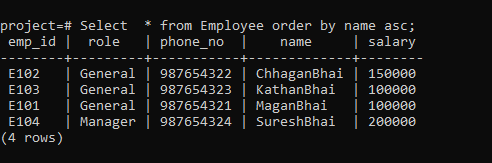 project=# Select  * from Employee order by name asc;
 emp_id |  role   | phone_no  |    name     | salary
--------+---------+-----------+-------------+--------
 E102   | General | 987654322 | ChhaganBhai | 150000
 E103   | General | 987654323 | KathanBhai  | 100000
 E101   | General | 987654321 | MaganBhai   | 100000
 E104   | Manager | 987654324 | SureshBhai  | 200000
(4 rows)